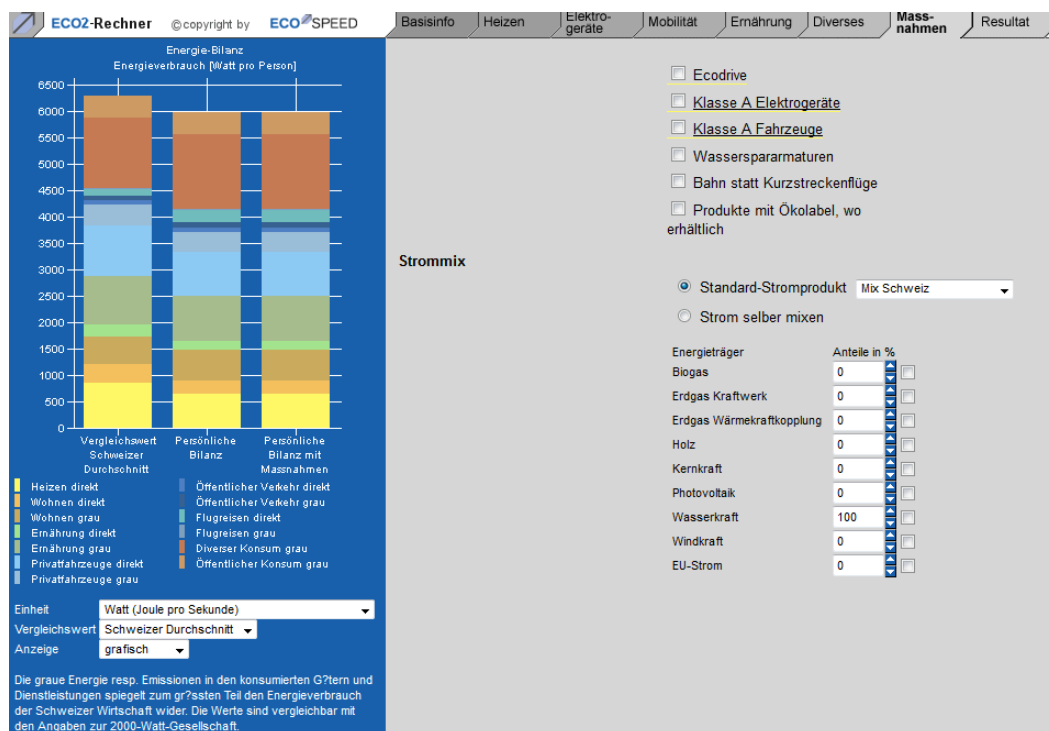 ECO2-Rechner ©copyright by ECO SPEED
Basisinfo Heizen Elektro-geräte Mobilität Ernährung Diverses Mass-nahmen Resultat
Energie-Bilanz
Energieverbrauch [Watt pro Person]
6500
6000
5500
5000
4500
4000
3500
3000
2500
2000
1500
1000
500
0
Vergleichswert Schweizer Durchschnitt
Persönliche Bilanz
Persönliche Bilanz mit Massnahmen
Heizen direkt
Wohnen direkt
Wohnen grau
Ernährung direkt
Ernährung grau
Privatfahrzeuge direkt
Privatfahrzeuge grau
Öffentlicher Verkehr direkt
Öffentlicher Verkehr grau
Flugreisen direkt
Flugreisen grau
Diverser Konsum grau
Öffentlicher Konsum grau
Einheit Watt (Joule pro Sekunde)
Vergleichswert Schweizer Durchschnitt
Anzeige grafisch
Die graue Energie resp. Emissionen in den konsumierten G?tern und
Dienstleistungen spiegelt zum gr?ssten Teil den Energieverbrauch
der Schweizer Wirtschaft wider. Die Werte sind vergleichbar mit
den Angaben zur 2000-Watt-Gesellschaft.
Ecodrive
Klasse A Elektrogeräte
Klasse A Fahrzeuge
Wasserspararmaturen
Bahn statt Kurzstreckenflüge
Produkte mit Ökolabel, wo
erhältlich
Strommix
Standard-Stromprodukt Mix Schweiz
Strom selber mixen
Energieträger Anteile in %
Biogas 0
Erdgas Kraftwerk 0
Erdgas Wärmekraftkopplung 0
Holz 0
Kernkraft 0
Photovoltaik 0
Wasserkraft 100
Windkraft 0
EU-Strom 0